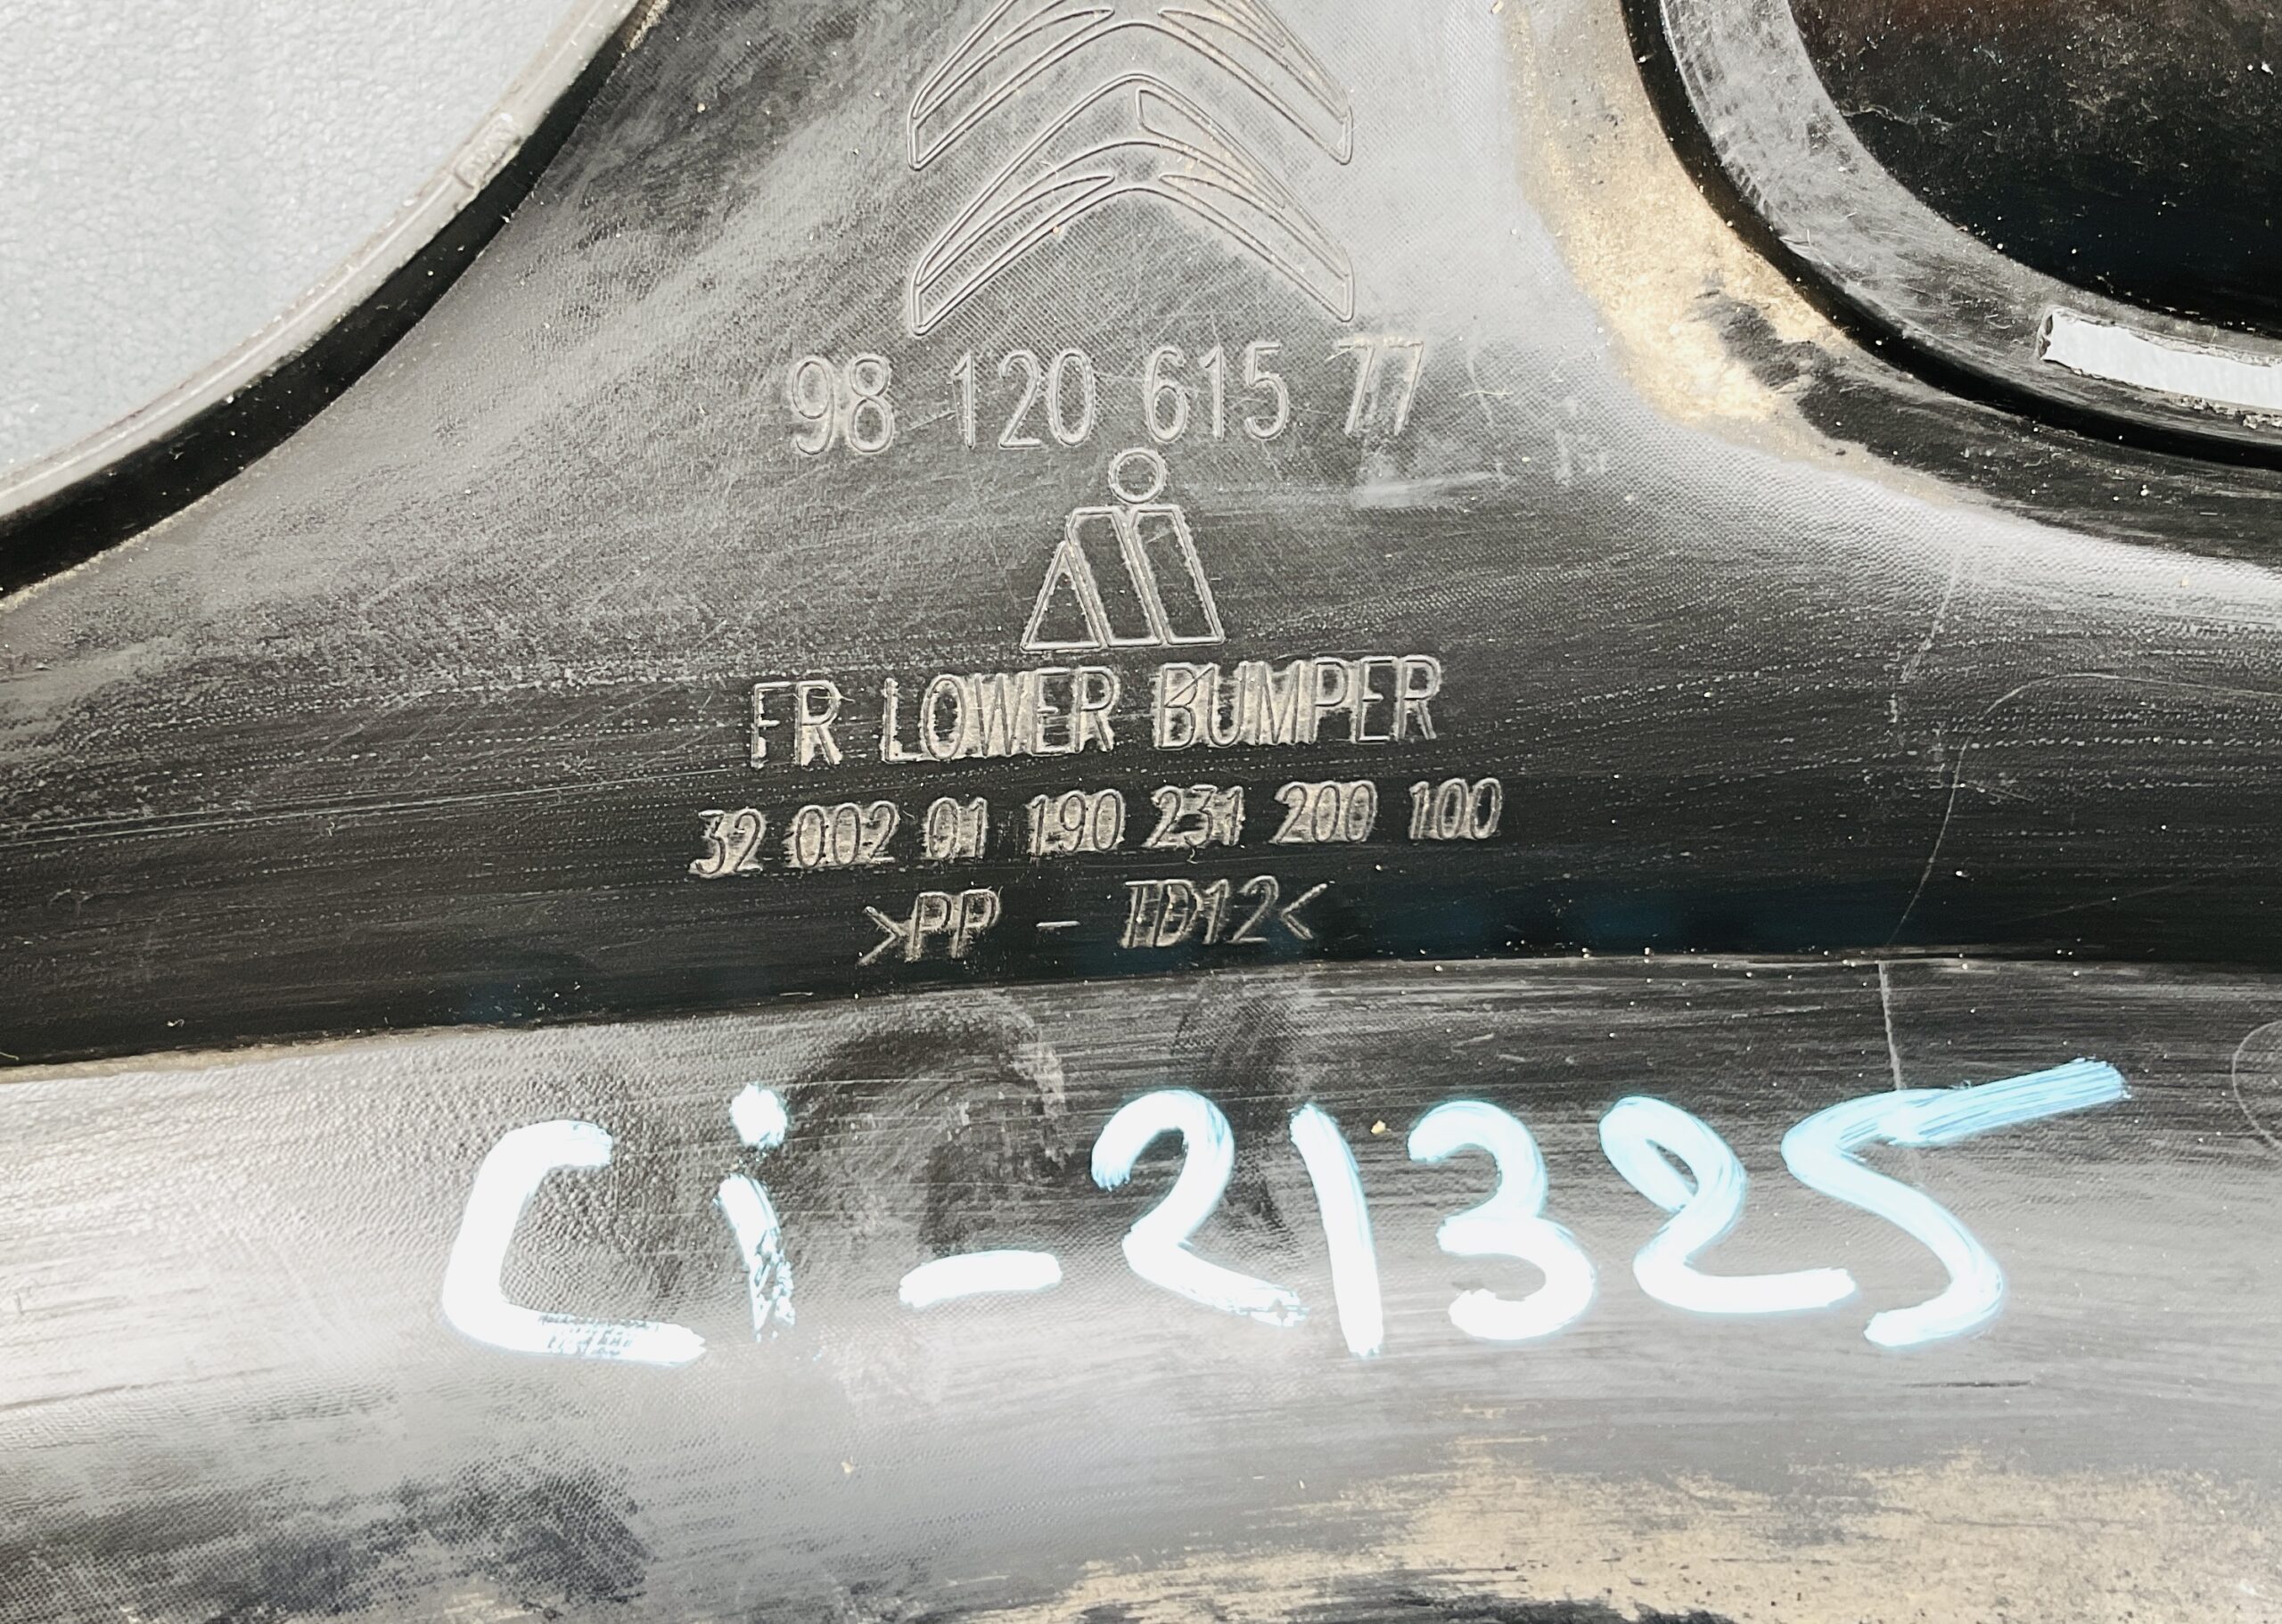 98 120 615 77
FR LOWER BUMPER
32 002 01 190 231 200 100
>PP - TD12<
Ci-21325